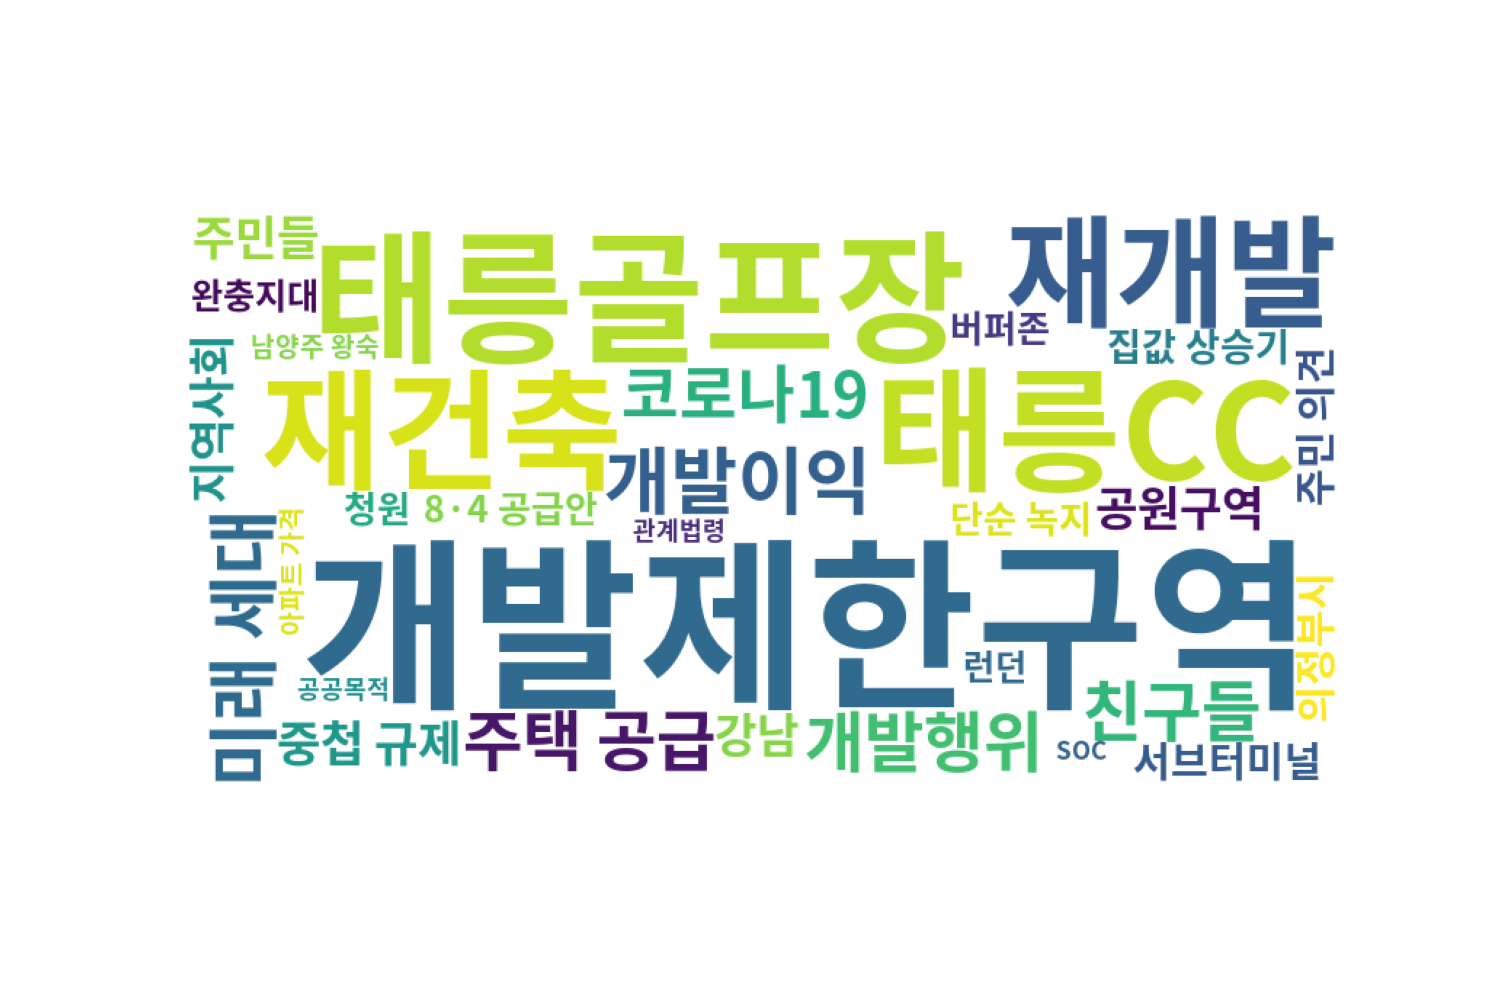 주민들
태릉골프장
재개발
완충지대
버퍼존
남양주 왕숙
집값 상승기
지역사회
재건축
코로나19
태릉CC
주민 의견
개발이익
청원
8·4 공급안
관계법령
단순 녹지
공원구역
미래 세대
아파트 가격
개발제한구역
의정부시
런던
공공목적
친구들
중첩 규제
주택 공급
강남
개발행위
SOC
서브터미널